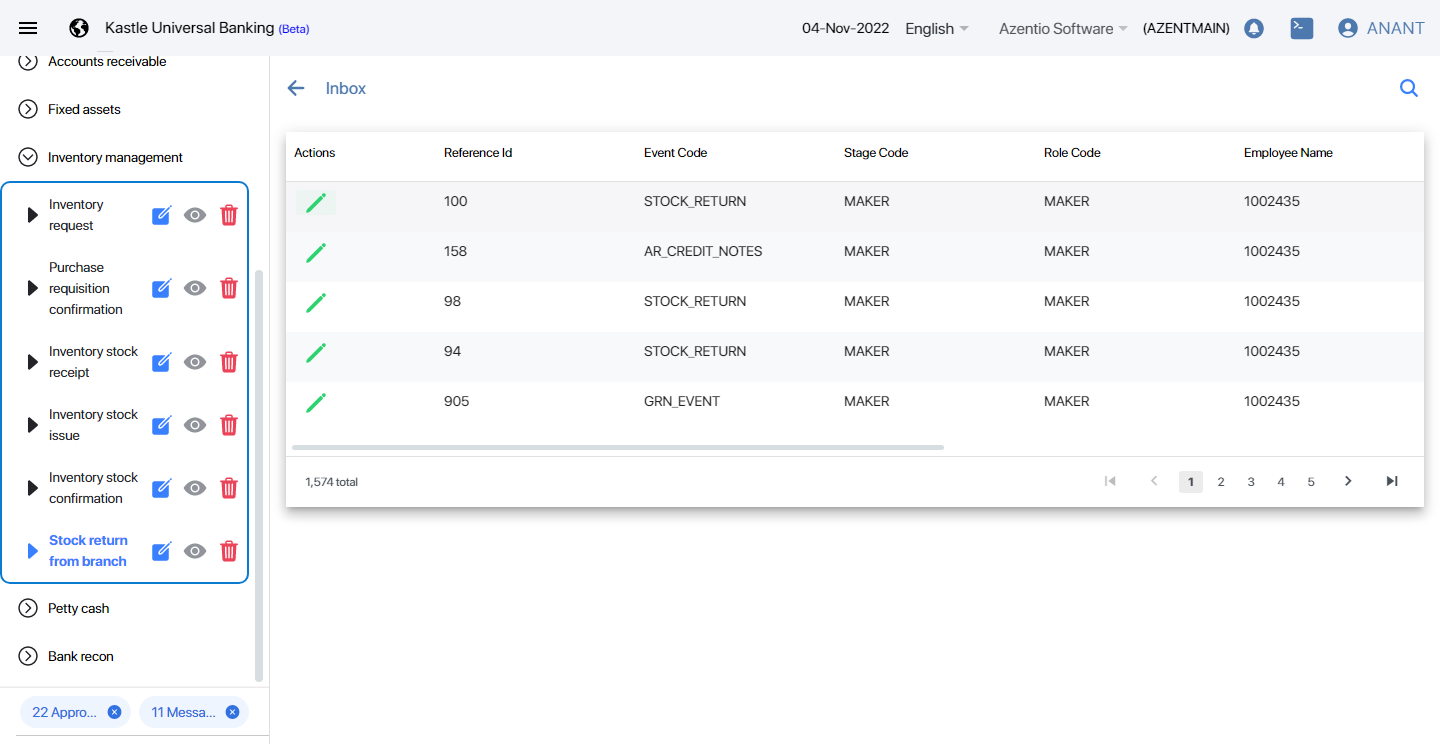 Kastle Universal Banking (Beta)
04-Nov-2022 English Azentio Software (AZENTMAIN) ANANT
Accounts receivable
Fixed assets
Inventory management
Inventory
request
Purchase
requisition
confirmation
Inventory stock
receipt
Inventory stock
issue
Inventory stock
confirmation
Stock return
from branch
Petty cash
Bank recon
22 Appro...
11 Messa...
Inbox
Actions Reference Id Event Code Stage Code Role Code Employee Name
100 STOCK_RETURN MAKER MAKER 1002435
158 AR_CREDIT_NOTES MAKER MAKER 1002435
98 STOCK_RETURN MAKER MAKER 1002435
94 STOCK_RETURN MAKER MAKER 1002435
905 GRN_EVENT MAKER MAKER 1002435
1,574 total 1 2 3 4 5